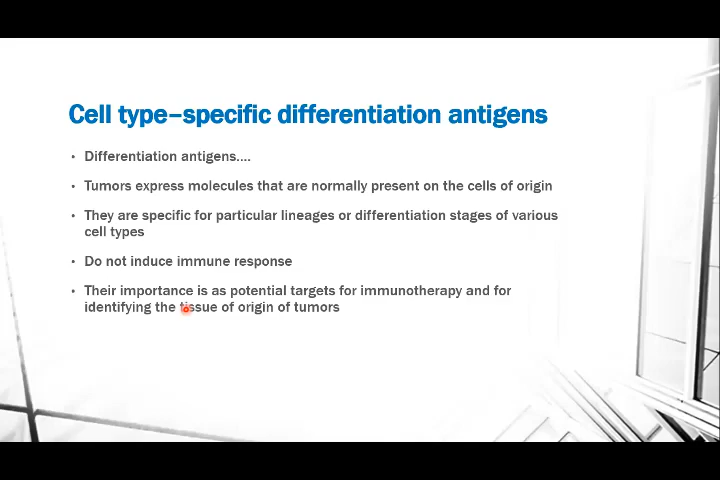 Cell type–specific differentiation antigens
• Differentiation antigens....
• Tumors express molecules that are normally present on the cells of origin
• They are specific for particular lineages or differentiation stages of various
cell types
• Do not induce immune response
• Their importance is as potential targets for immunotherapy and for
identifying the tissue of origin of tumors